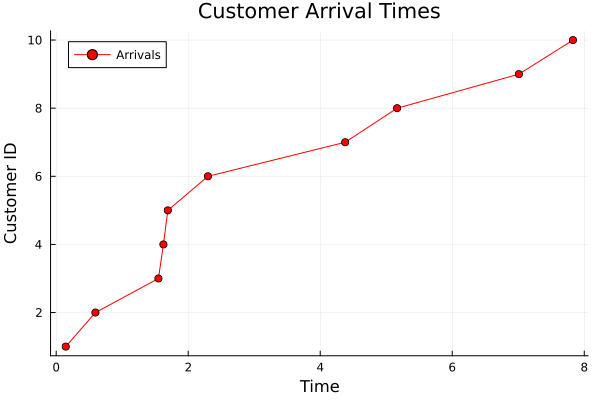 Customer Arrival Times
Arrivals
10
8
6
4
2
Customer ID
0 2 4 6 8
Time